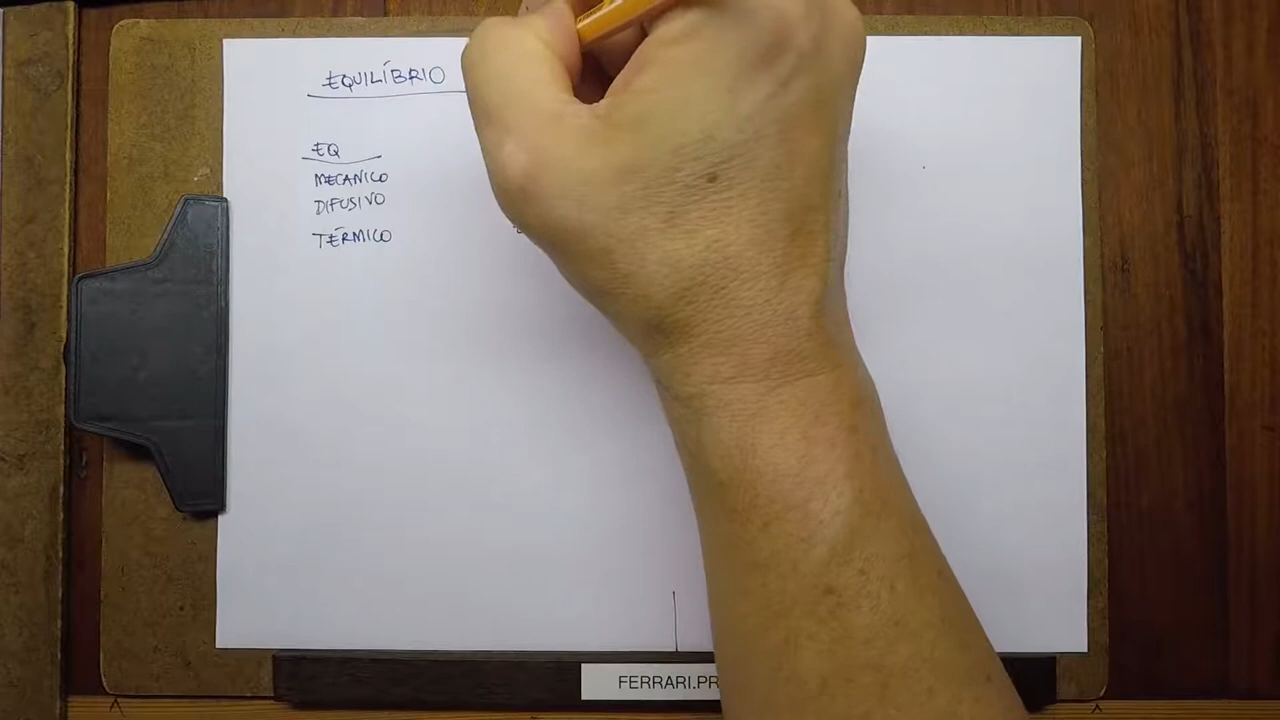 EQUILÍBRIO
EQ
MECANICO
DIFUSIVO
TÉRMICO
FERRARI.PR